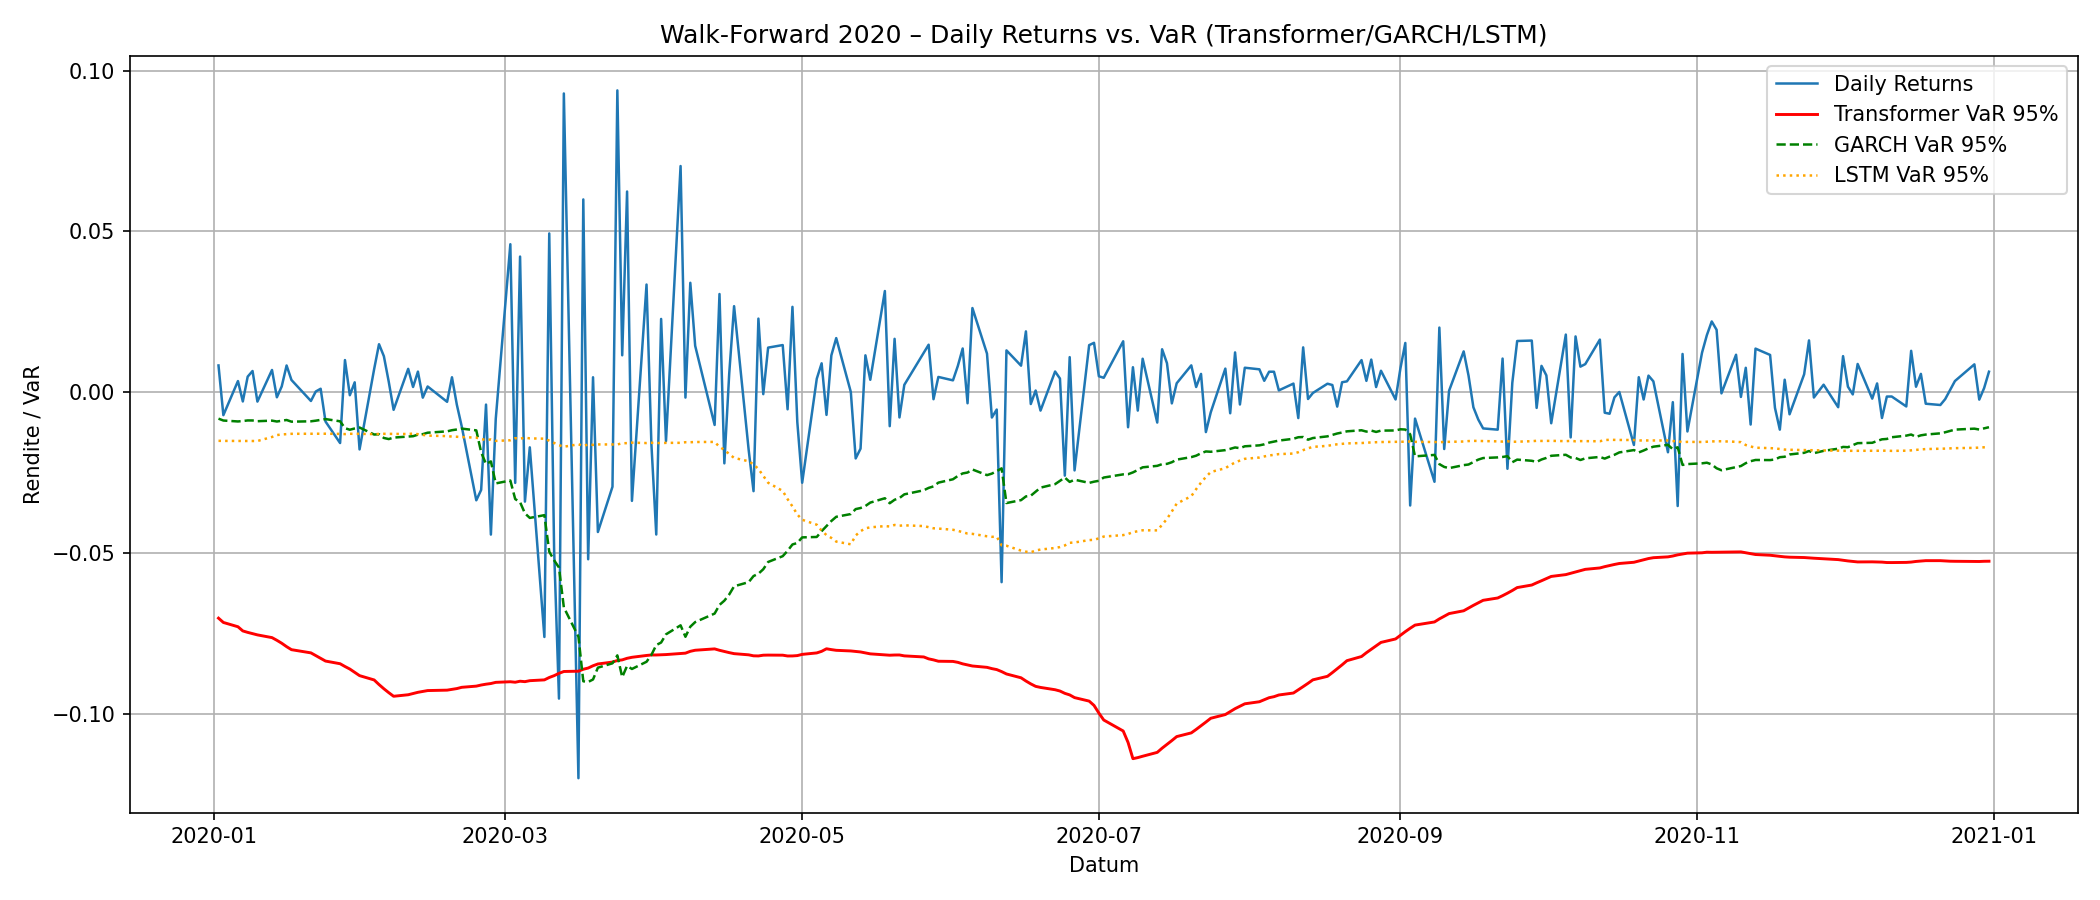 Walk-Forward 2020 – Daily Returns vs. VaR (Transformer/GARCH/LSTM)
Daily Returns
Transformer VaR 95%
GARCH VaR 95%
LSTM VaR 95%
Rendite / VaR
0.10
0.05
0.00
−0.05
−0.10
2020-01
2020-03
2020-05
2020-07
2020-09
2020-11
2021-01
Datum